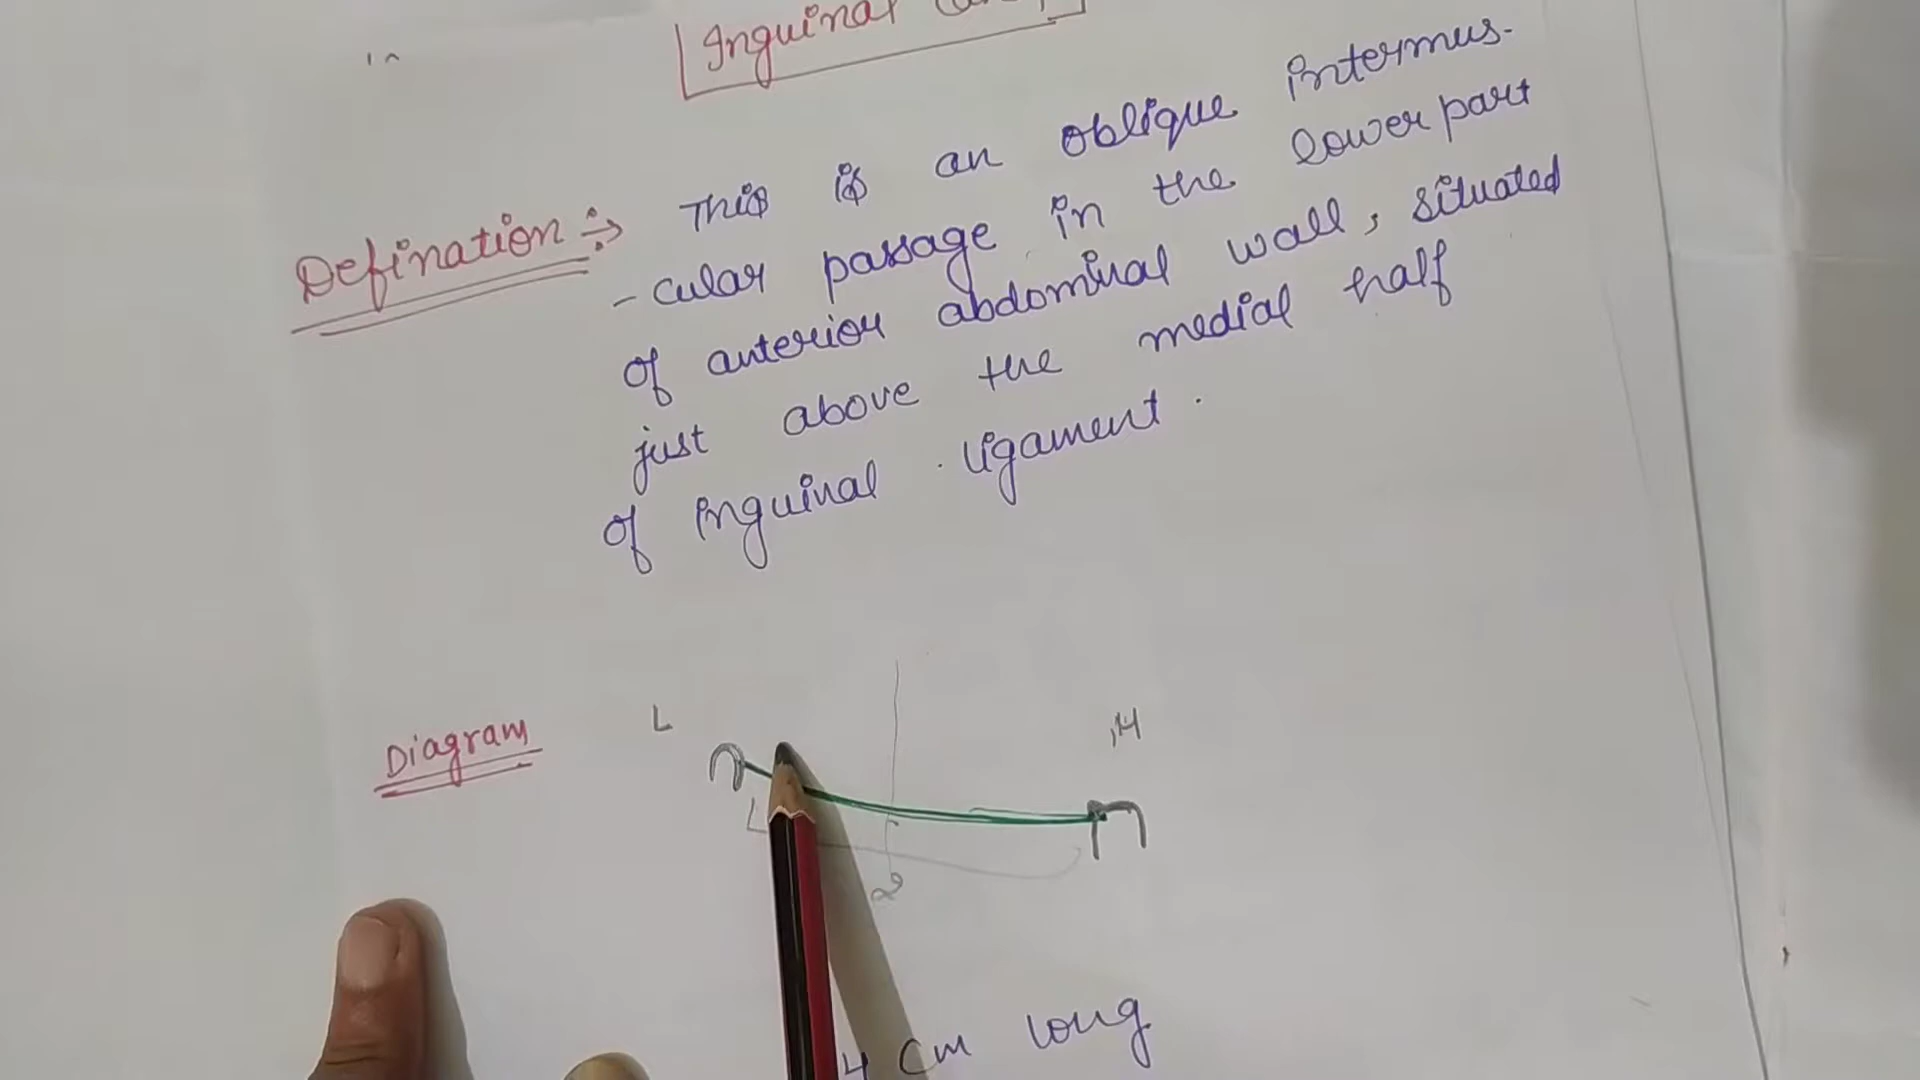 Inguinal
Defination :→ This is an oblique intermus-
-cular passage in the lower part
of anterior abdominal wall, situated
just above the medial half
of inguinal ligament.
Diagram
L
M
L
4 cm long